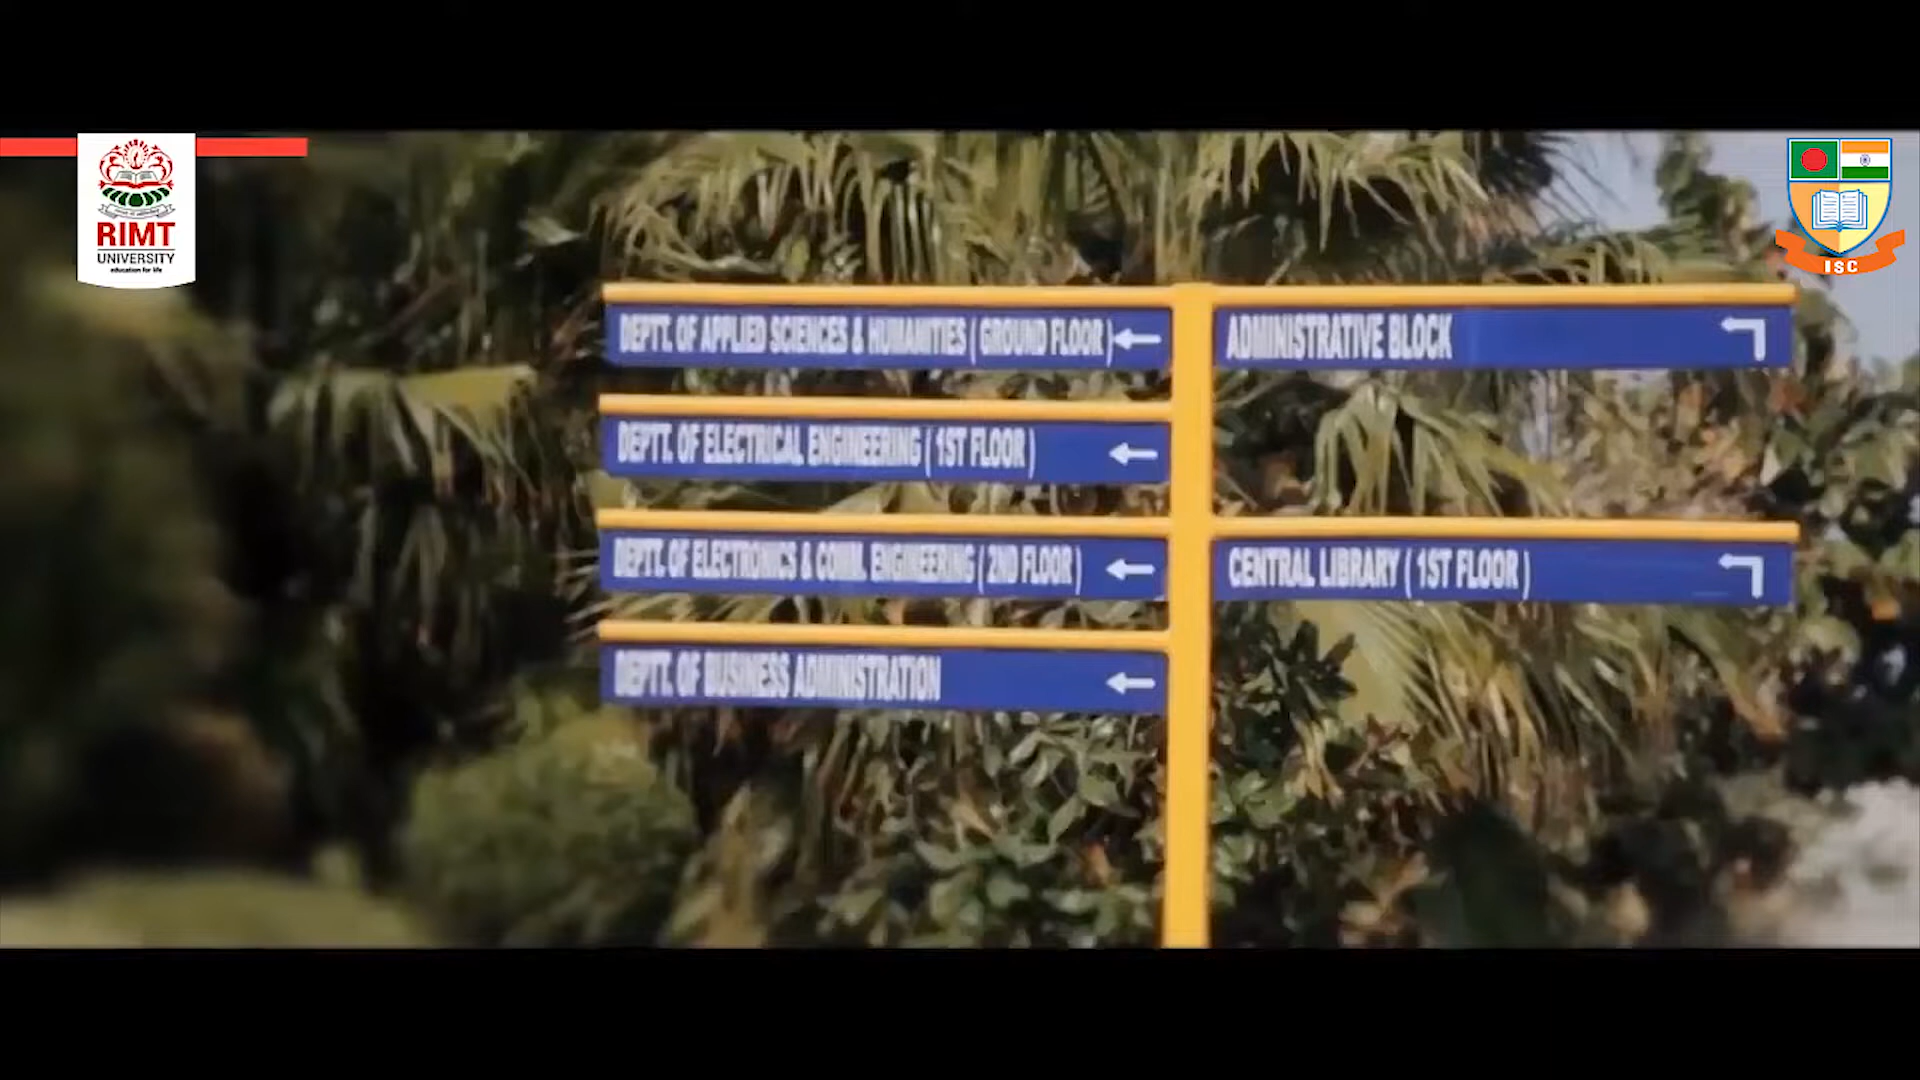 RIMT
UNIVERSITY
education for life
ISC
DEPTT. OF APPLIED SCIENCES & HUMANITIES ( GROUND FLOOR )
DEPTT. OF ELECTRICAL ENGINEERING ( 1ST FLOOR )
DEPTT. OF ELECTRONICS & COMM. ENGINEERING ( 2ND FLOOR )
DEPTT. OF BUSINESS ADMINISTRATION
ADMINISTRATIVE BLOCK
CENTRAL LIBRARY ( 1ST FLOOR )